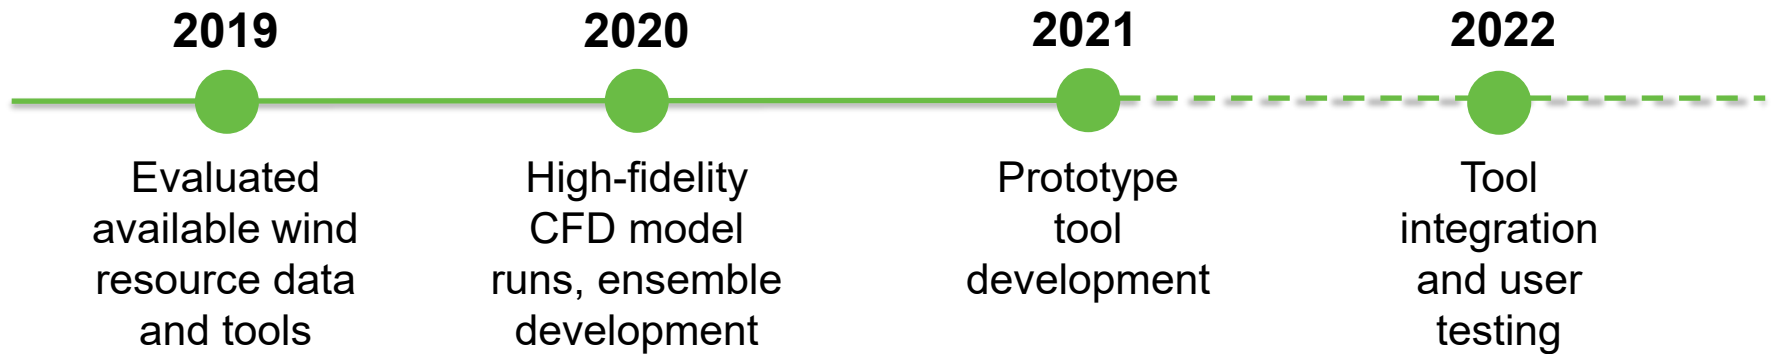 2019
Evaluated
available wind
resource data
and tools
2020
High-fidelity
CFD model
runs, ensemble
development
2021
Prototype
tool
development
2022
Tool
integration
and user
testing